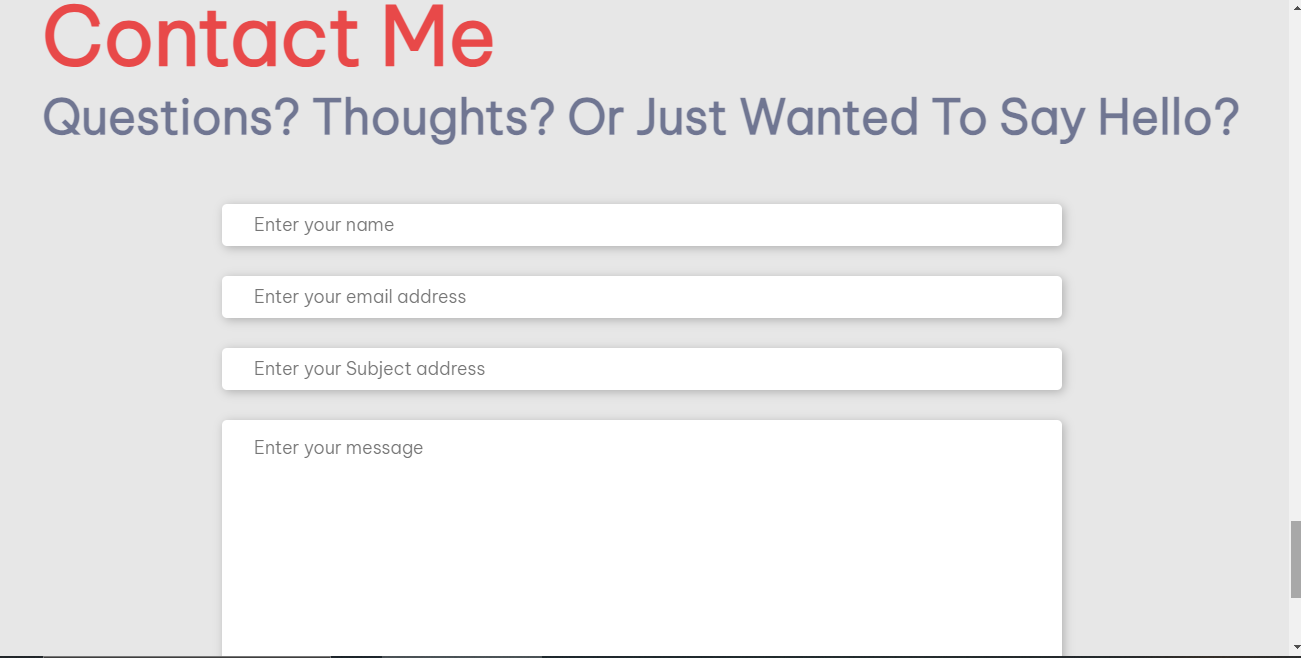 Contact Me
Questions? Thoughts? Or Just Wanted To Say Hello?
Enter your name
Enter your email address
Enter your Subject address
Enter your message